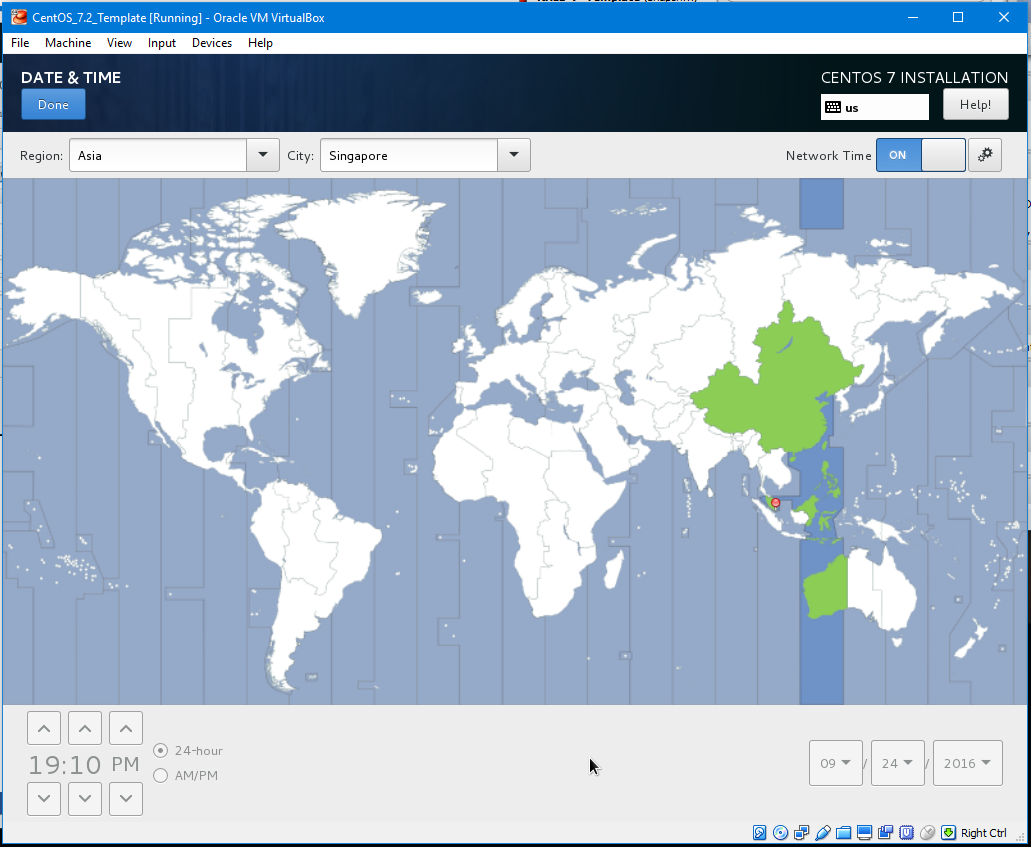 CentOS_7.2_Template [Running] - Oracle VM VirtualBox
File Machine View Input Devices Help
DATE & TIME
CENTOS 7 INSTALLATION
Done
us
Help!
Region: Asia City: Singapore Network Time ON
19:10 PM
24-hour
AM/PM
09 / 24 / 2016
Right Ctrl